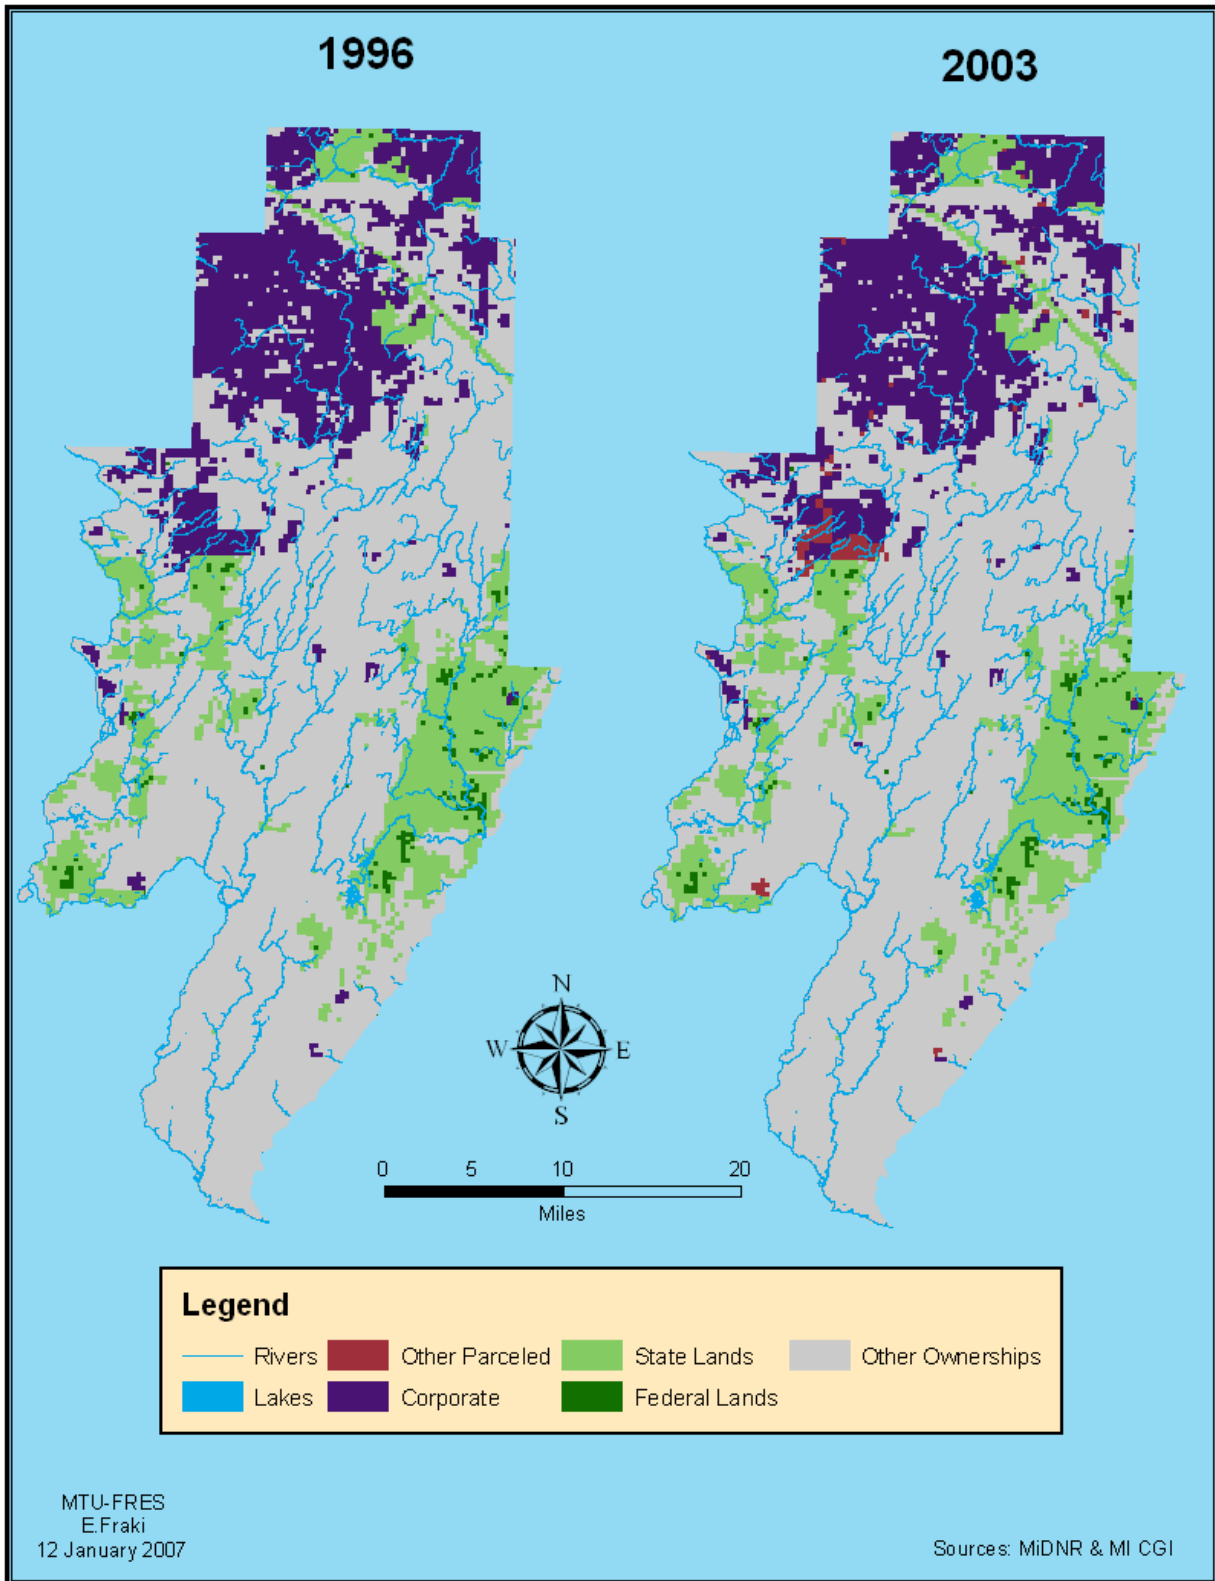 1996
2003
N
W E
S
0 5 10 20
Miles
Legend
Rivers Other Parceled State Lands Other Ownerships
Lakes Corporate Federal Lands
MTU-FRES
E.Fraki
12 January 2007
Sources: MiDNR & MI CGI